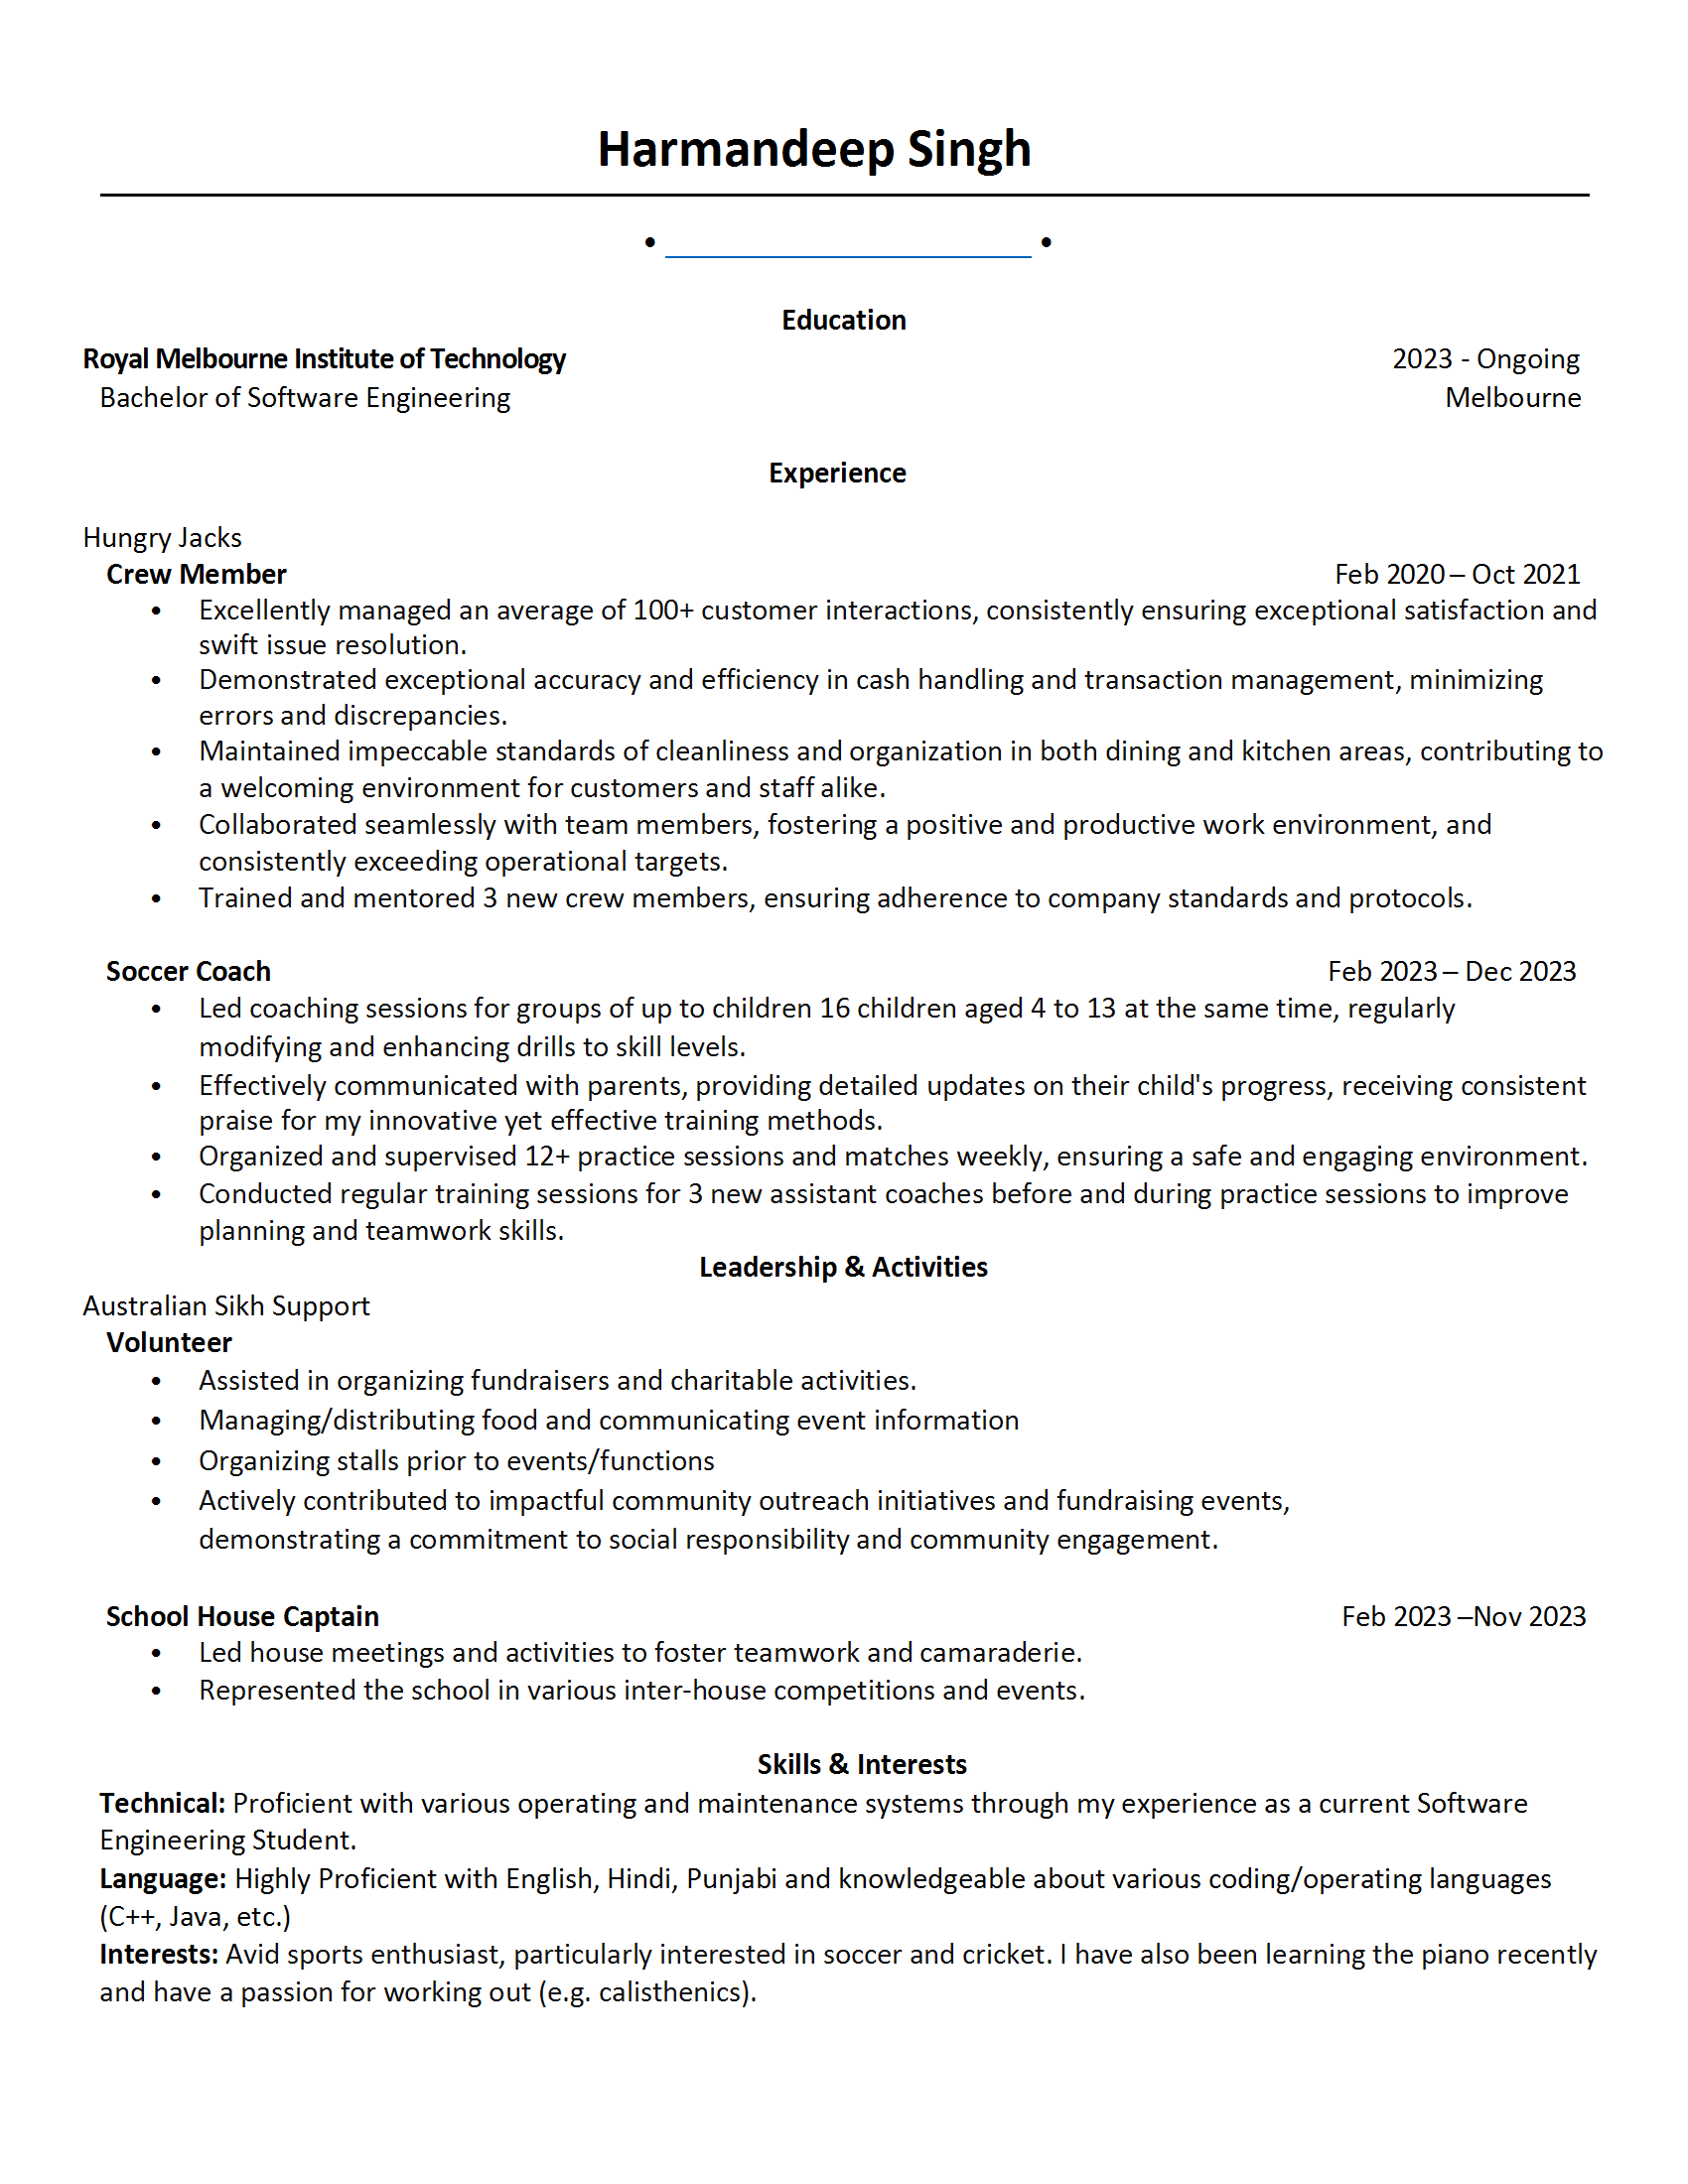 Harmandeep Singh
• •
Education
Royal Melbourne Institute of Technology 2023 - Ongoing
Bachelor of Software Engineering Melbourne
Experience
Hungry Jacks
Crew Member Feb 2020 – Oct 2021
• Excellently managed an average of 100+ customer interactions, consistently ensuring exceptional satisfaction and
swift issue resolution.
• Demonstrated exceptional accuracy and efficiency in cash handling and transaction management, minimizing
errors and discrepancies.
• Maintained impeccable standards of cleanliness and organization in both dining and kitchen areas, contributing to
a welcoming environment for customers and staff alike.
• Collaborated seamlessly with team members, fostering a positive and productive work environment, and
consistently exceeding operational targets.
• Trained and mentored 3 new crew members, ensuring adherence to company standards and protocols.
Soccer Coach Feb 2023 – Dec 2023
• Led coaching sessions for groups of up to children 16 children aged 4 to 13 at the same time, regularly
modifying and enhancing drills to skill levels.
• Effectively communicated with parents, providing detailed updates on their child's progress, receiving consistent
praise for my innovative yet effective training methods.
• Organized and supervised 12+ practice sessions and matches weekly, ensuring a safe and engaging environment.
• Conducted regular training sessions for 3 new assistant coaches before and during practice sessions to improve
planning and teamwork skills.
Leadership & Activities
Australian Sikh Support
Volunteer
• Assisted in organizing fundraisers and charitable activities.
• Managing/distributing food and communicating event information
• Organizing stalls prior to events/functions
• Actively contributed to impactful community outreach initiatives and fundraising events,
demonstrating a commitment to social responsibility and community engagement.
School House Captain Feb 2023 –Nov 2023
• Led house meetings and activities to foster teamwork and camaraderie.
• Represented the school in various inter-house competitions and events.
Skills & Interests
Technical: Proficient with various operating and maintenance systems through my experience as a current Software
Engineering Student.
Language: Highly Proficient with English, Hindi, Punjabi and knowledgeable about various coding/operating languages
(C++, Java, etc.)
Interests: Avid sports enthusiast, particularly interested in soccer and cricket. I have also been learning the piano recently
and have a passion for working out (e.g. calisthenics).